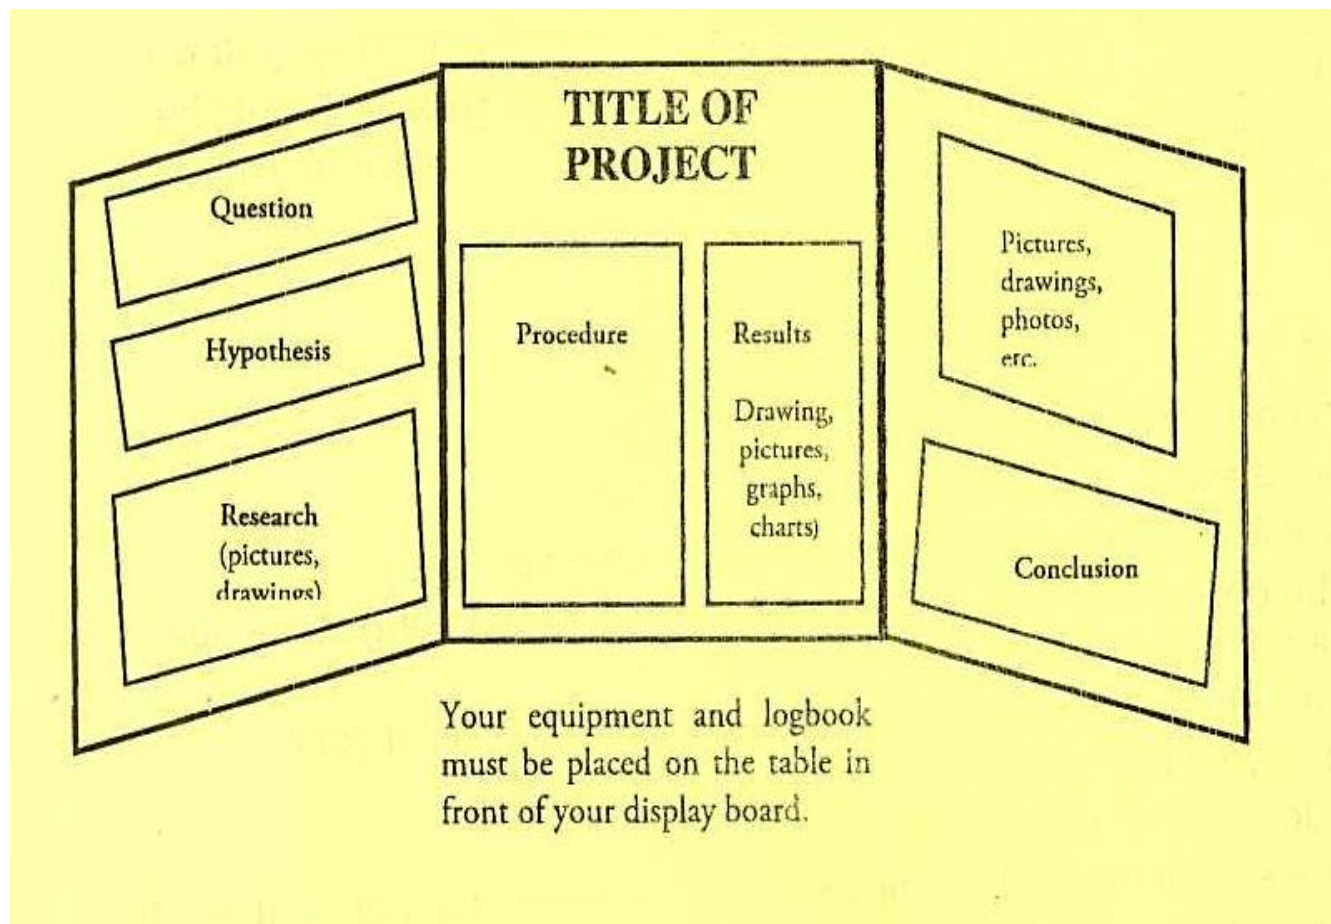 TITLE OF
PROJECT
Question
Hypothesis
Research
(pictures,
drawings)
Procedure
Results
Drawing,
pictures,
graphs,
charts)
Pictures,
drawings,
photos,
etc.
Conclusion
Your equipment and logbook
must be placed on the table in
front of your display board.